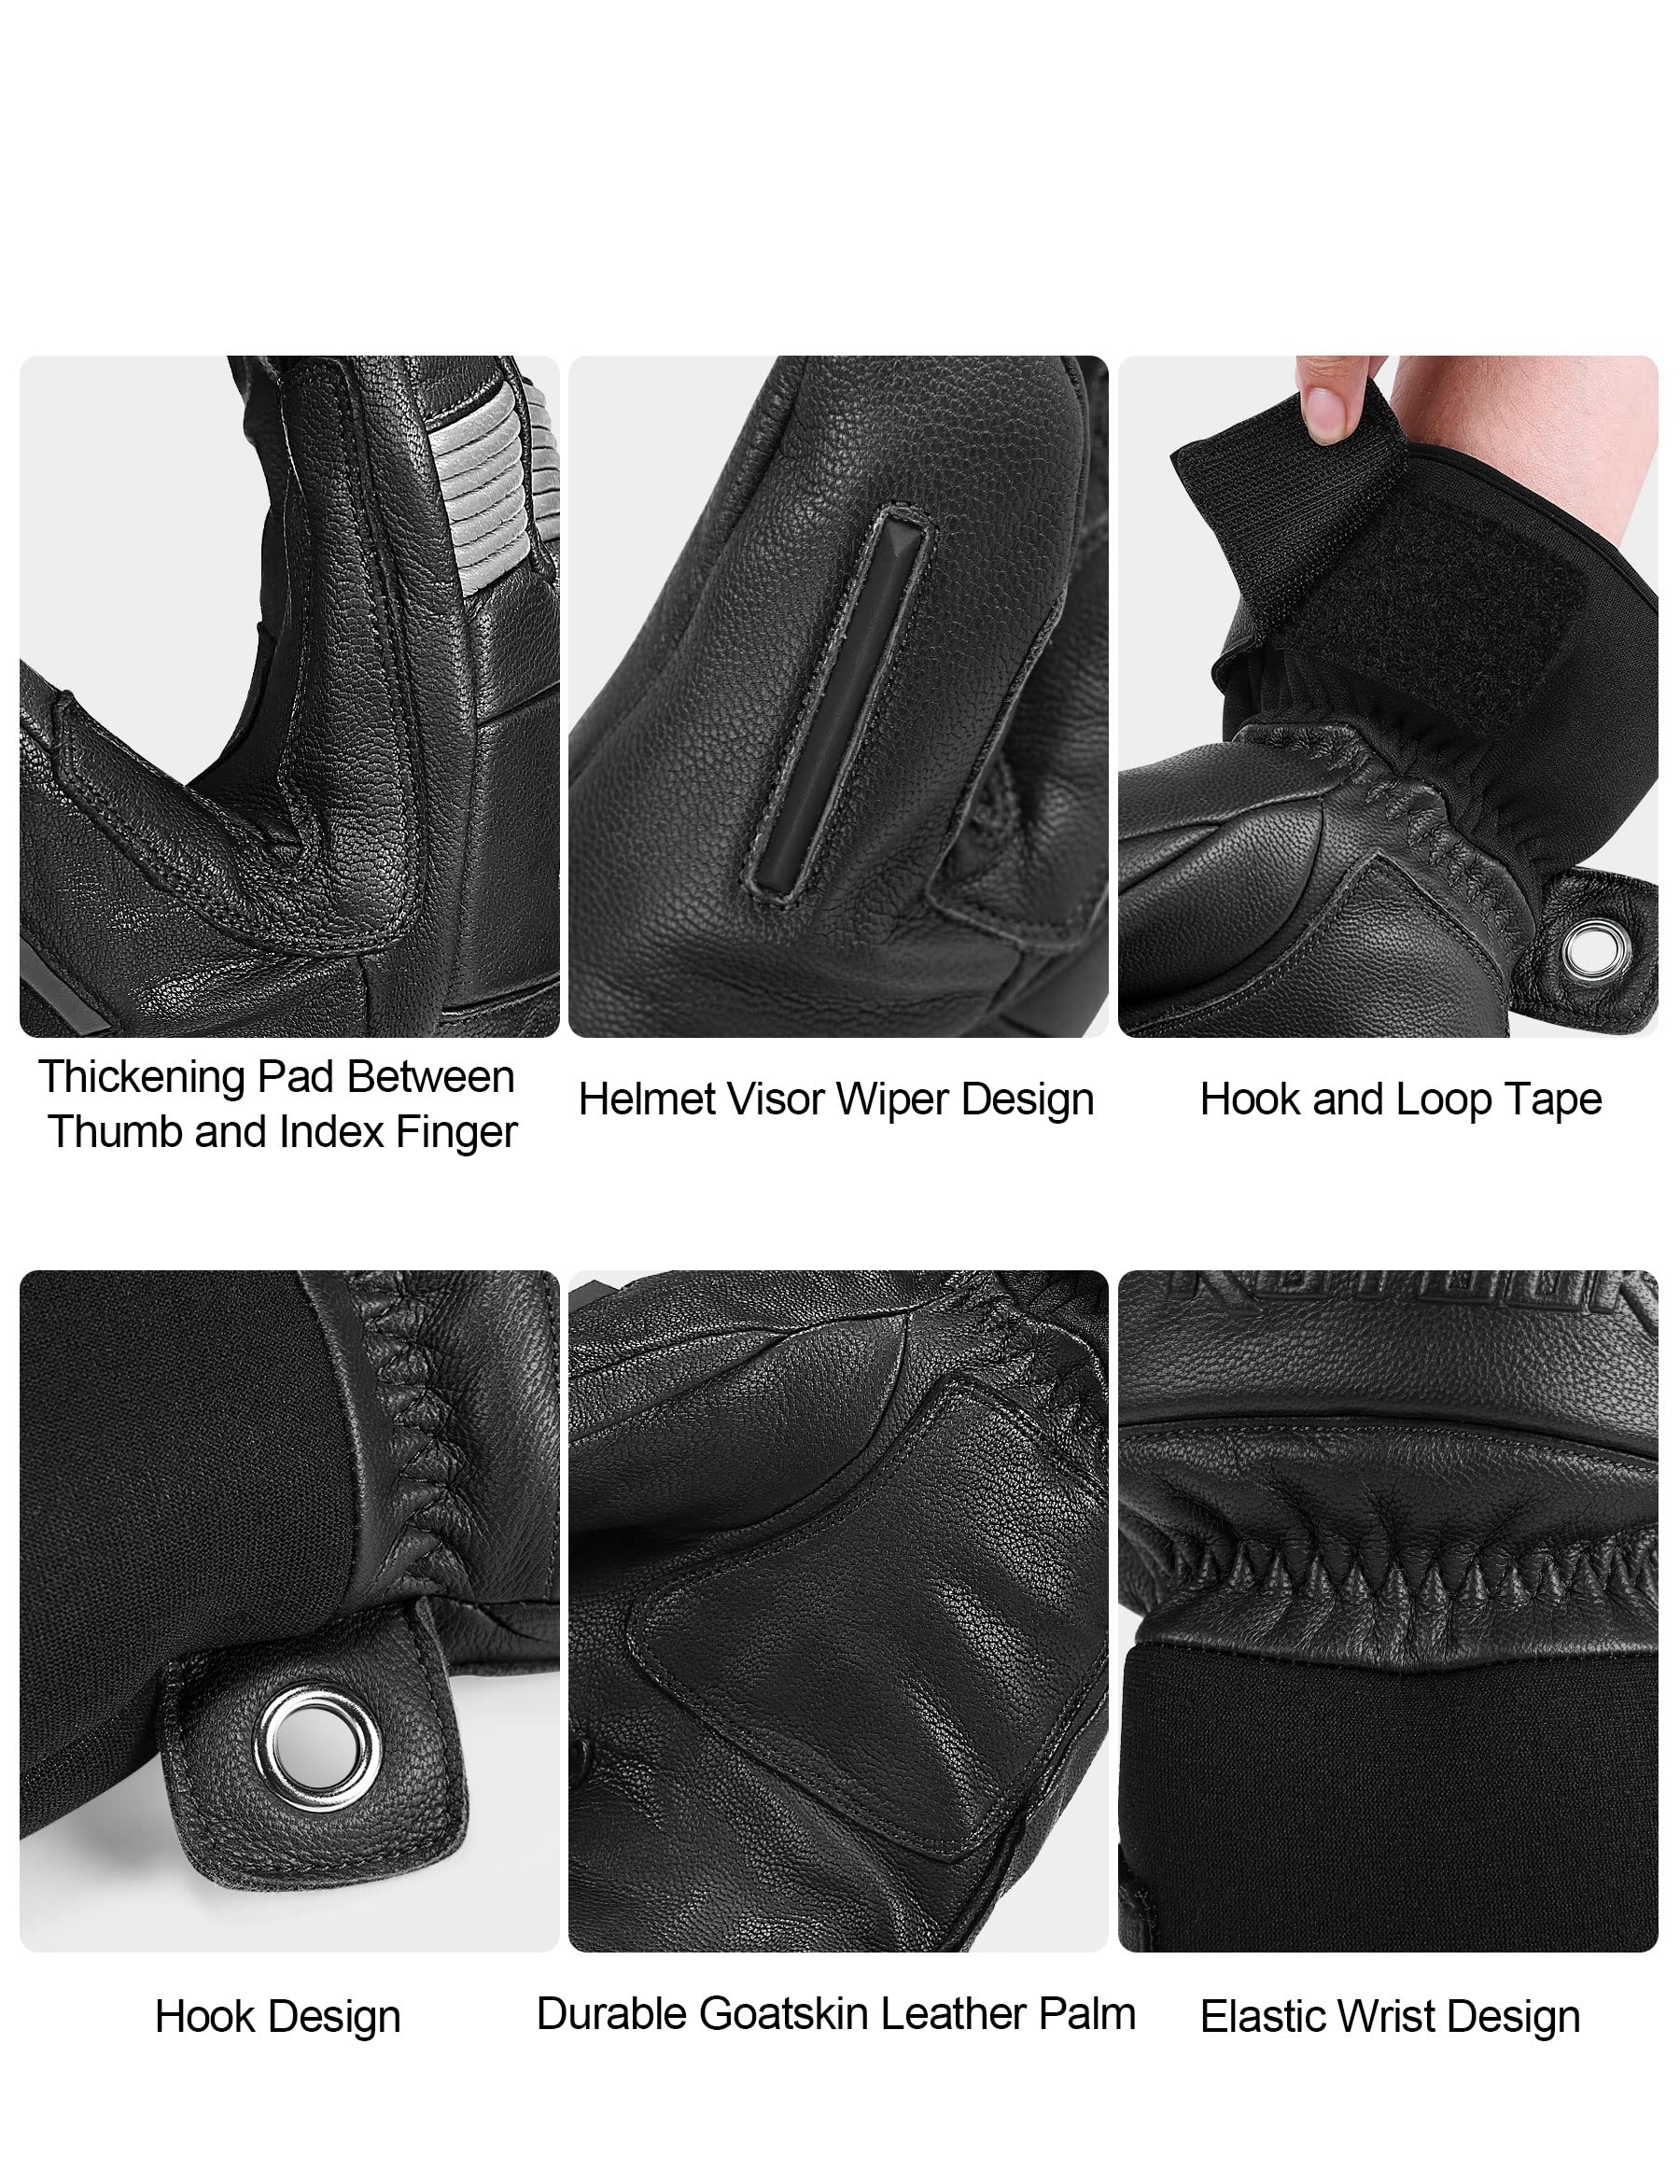 Thickening Pad Between
Thumb and Index Finger
Helmet Visor Wiper Design
Hook and Loop Tape
Hook Design
Durable Goatskin Leather Palm
Elastic Wrist Design